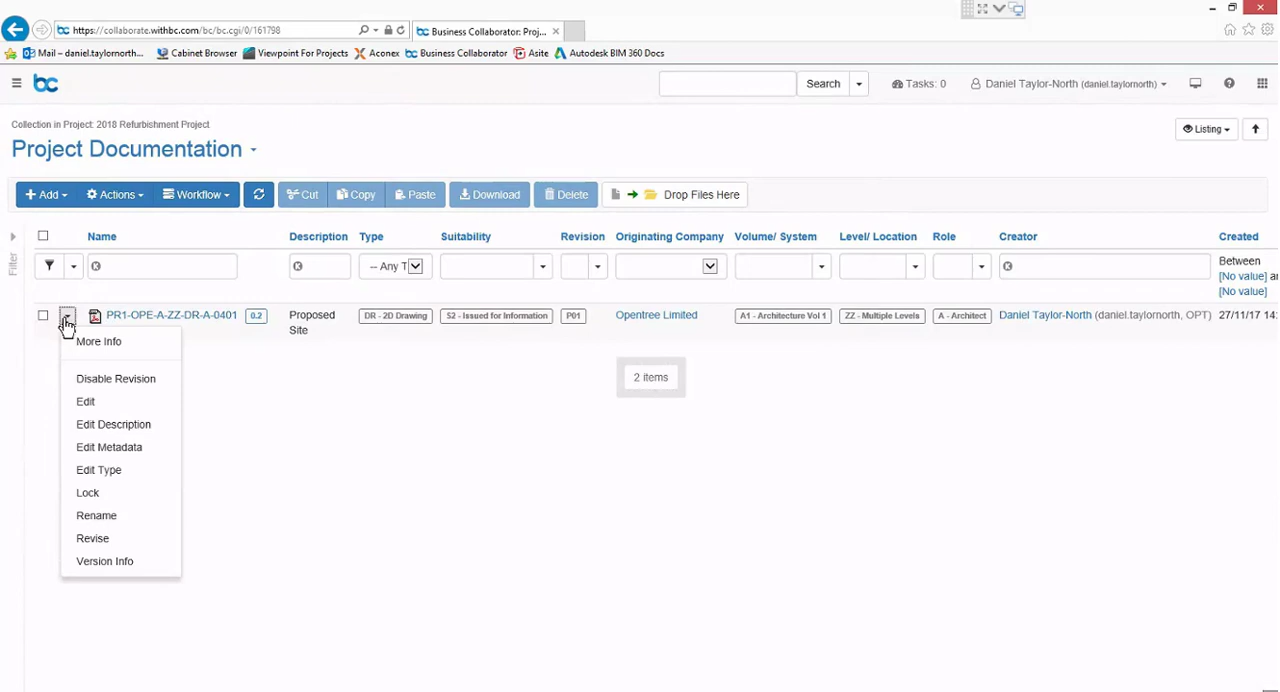 https://collaborate.withbc.com/bc/bc.cgi/0/161798
Business Collaborator: Proj...
Mail – daniel.taylornorth...
Cabinet Browser
Viewpoint For Projects
Aconex
Business Collaborator
Asite
Autodesk BIM 360 Docs
bc
Search
Tasks: 0
Daniel Taylor-North (daniel.taylornorth)
Collection in Project: 2018 Refurbishment Project
Listing
Project Documentation
Add
Actions
Workflow
Cut
Copy
Paste
Download
Delete
Drop Files Here
Filter
Name
Description
Type
Suitability
Revision
Originating Company
Volume/ System
Level/ Location
Role
Creator
Created
-- Any T
Between
[No value] a
[No value]
PR1-OPE-A-ZZ-DR-A-0401
0.2
Proposed
Site
DR - 2D Drawing
S2 - Issued for Information
P01
Opentree Limited
A1 - Architecture Vol 1
ZZ - Multiple Levels
A - Architect
Daniel Taylor-North (daniel.taylornorth, OPT)
27/11/17 14:
2 items
More Info
Disable Revision
Edit
Edit Description
Edit Metadata
Edit Type
Lock
Rename
Revise
Version Info